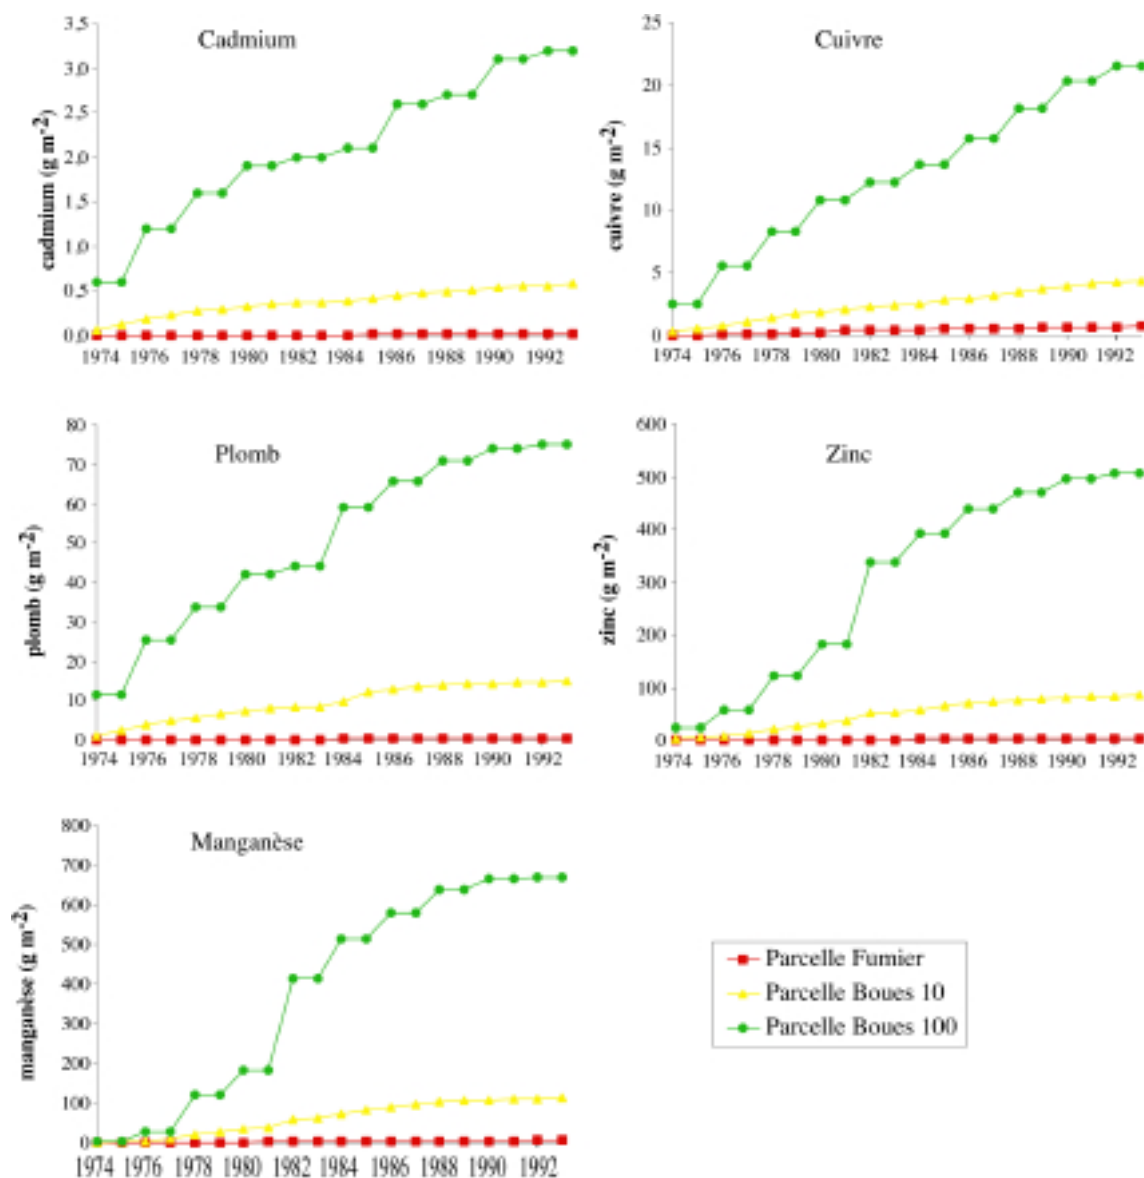 Cadmium
cadmium (g m-2)
3.5
3.0
2.5
2.0
1.5
1.0
0.5
0.0
1974 1976 1978 1980 1982 1984 1986 1988 1990 1992
Cuivre
cuivre (g m-2)
25
20
15
10
5
0
1974 1976 1978 1980 1982 1984 1986 1988 1990 1992
Plomb
plomb (g m-2)
80
70
60
50
40
30
20
10
0
1974 1976 1978 1980 1982 1984 1986 1988 1990 1992
Zinc
zinc (g m-2)
600
500
400
300
200
100
0
1974 1976 1978 1980 1982 1984 1986 1988 1990 1992
Manganèse
manganèse (g m-2)
800
700
600
500
400
300
200
100
0
1974 1976 1978 1980 1982 1984 1986 1988 1990 1992
Parcelle Fumier
Parcelle Boues 10
Parcelle Boues 100